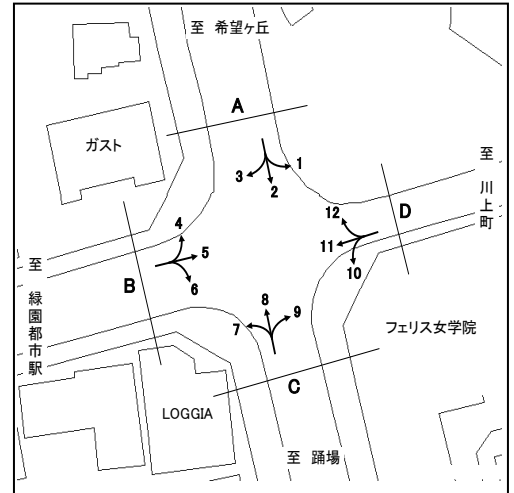 至 希望ヶ丘
A
ガスト
3
2
1
至 川上町
D
12
11
10
4
5
6
B
至 緑園都市駅
8
7
9
フェリス女学院
C
LOGGIA
至 踊場